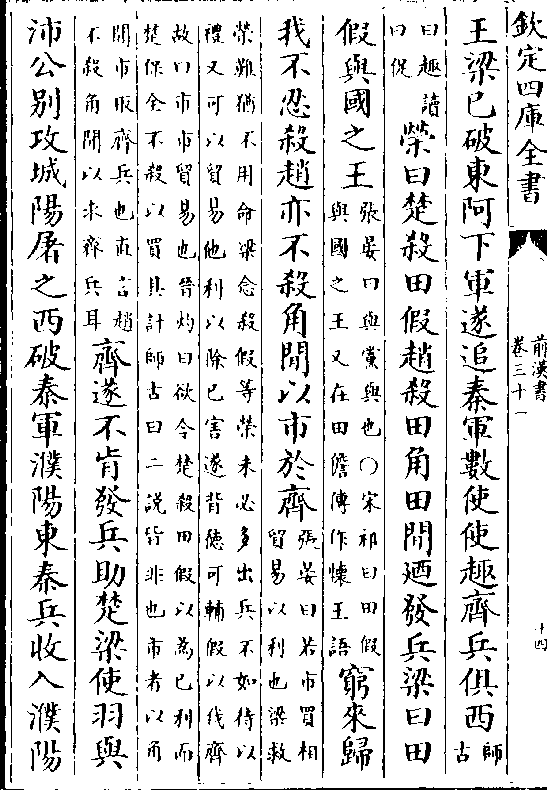 欽定四庫全書
前漢書
卷三十一
十四
王梁已破東阿下軍遂追秦軍數使使趣齊兵俱西師古
曰趣讀曰促榮曰楚殺田假趙殺田角田間廼發兵梁曰田
假與國之王張晏曰與黨與也○宋祁曰田假與國之王又在田儋傳作懐王語窮來歸
我不忍殺趙亦不殺角間以市於齊張晏曰若市買相貿易以利也梁救
榮難猶不用命梁念殺假等榮未必多出兵不如待以
禮又可以貿易他利以除已害遂背德可輔假以伐齊
故曰市市貿易也晉灼曰欲令楚殺田假以為已利而
楚保全不殺以買其計師古曰二說皆非也市者以角
間市取齊兵也直言趙不殺角間以求齊兵耳齊遂不肯發兵助楚梁使羽與
沛公别攻城陽屠之西破秦軍濮陽東秦兵收入濮陽